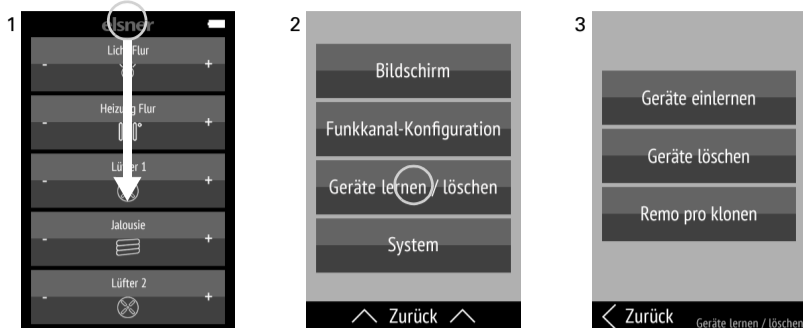 1
elsner
Licht Flur
- +
Heizung Flur
- +
Lüfter 1
- +
Jalousie
- +
Lüfter 2
- +
2
Bildschirm
Funkkanal-Konfiguration
Geräte lernen / löschen
System
Zurück
3
Geräte einlernen
Geräte löschen
Remo pro klonen
Zurück
Geräte lernen / löschen